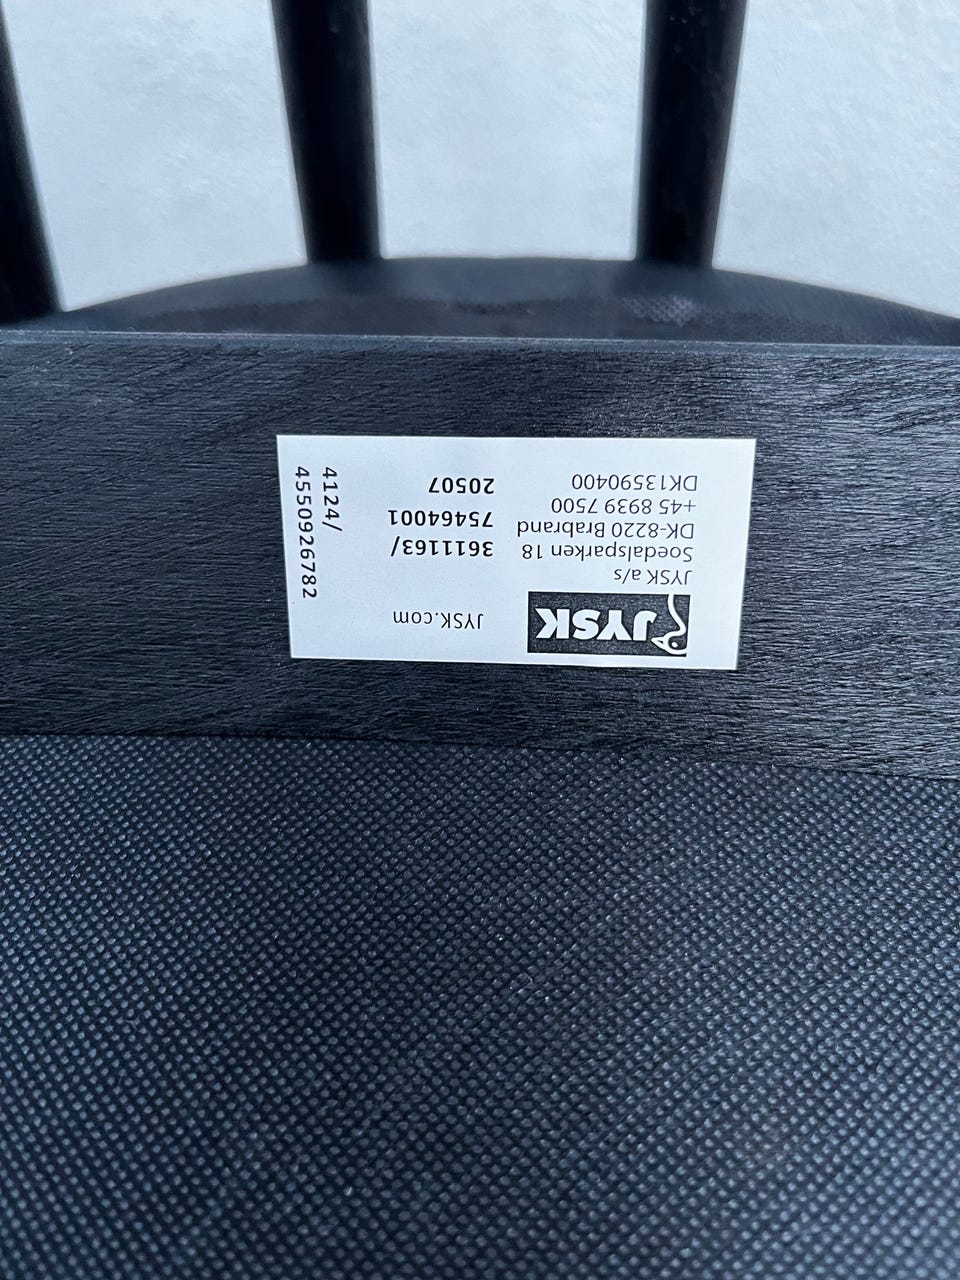 JYSK
JYSK.com
JYSK a/s
Soedalsparken 18
DK-8220 Brabrand
+45 8939 7500
DK13590400
3611163/
75464001
20507
4124/
4550926782